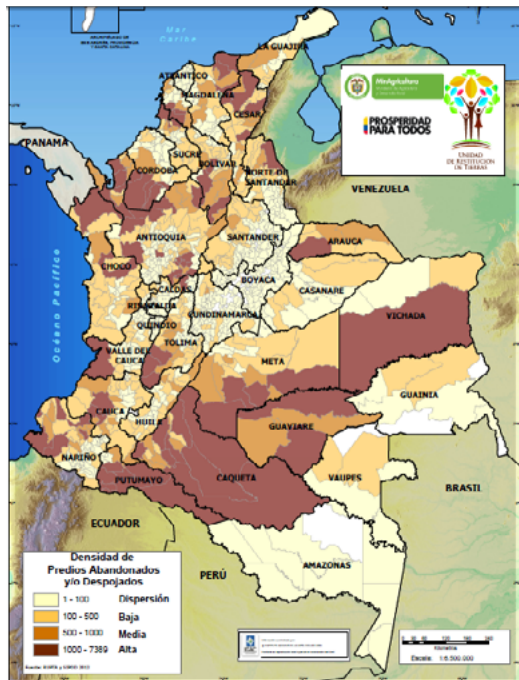 Mar
Caribe
LA GUAJIRA
ATLANTICO
MAGDALENA
CESAR
MinAgricultura
PROSPERIDAD
PARA TODOS
UNIDAD
DE RESTITUCIÓN
DE TIERRAS
PANAMA
SUCRE
CORDOBA
BOLIVAR
NORTE DE
SANTANDER
VENEZUELA
ANTIOQUIA
SANTANDER
ARAUCA
Océano Pacífico
CHOCO
BOYACA
CALDAS
CASANARE
RISARALDA
CUNDINAMARCA
VICHADA
QUINDIO
TOLIMA
VALLE DEL
CAUCA
META
GUAINIA
CAUCA
HUILA
GUAVIARE
NARIÑO
PUTUMAYO
CAQUETA
VAUPES
BRASIL
ECUADOR
AMAZONAS
PERÚ
Densidad de
Predios Abandonados
y/o Despojados
1 - 100 Dispersión
100 - 500 Baja
500 - 1000 Media
1000 - 7389 Alta
Escala: 1:6.500.000